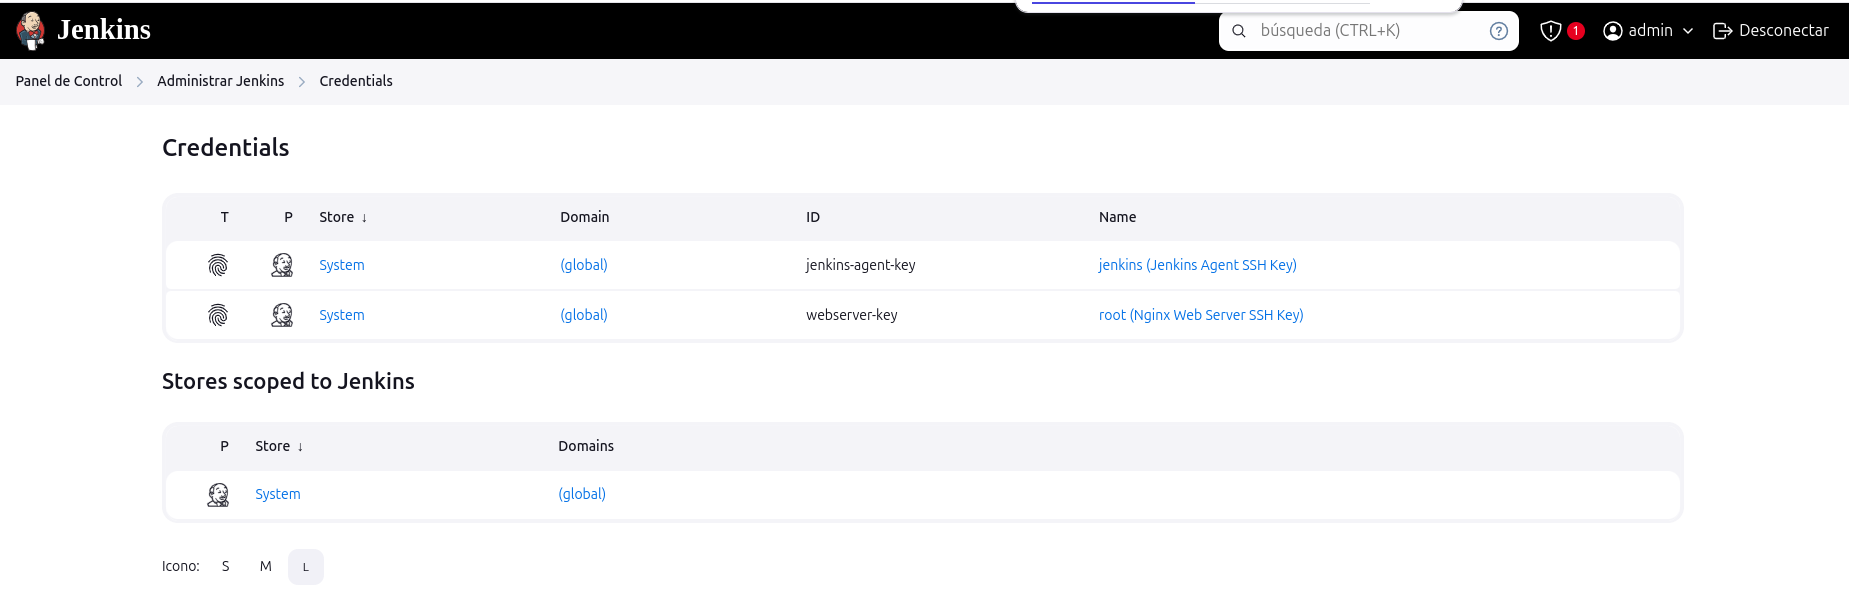 Jenkins
búsqueda (CTRL+K)
?
1
admin
Desconectar
Panel de Control
Administrar Jenkins
Credentials
Credentials
T P Store ↓ Domain ID Name
System (global) jenkins-agent-key jenkins (Jenkins Agent SSH Key)
System (global) webserver-key root (Nginx Web Server SSH Key)
Stores scoped to Jenkins
P Store ↓ Domains
System (global)
Icono: S M L